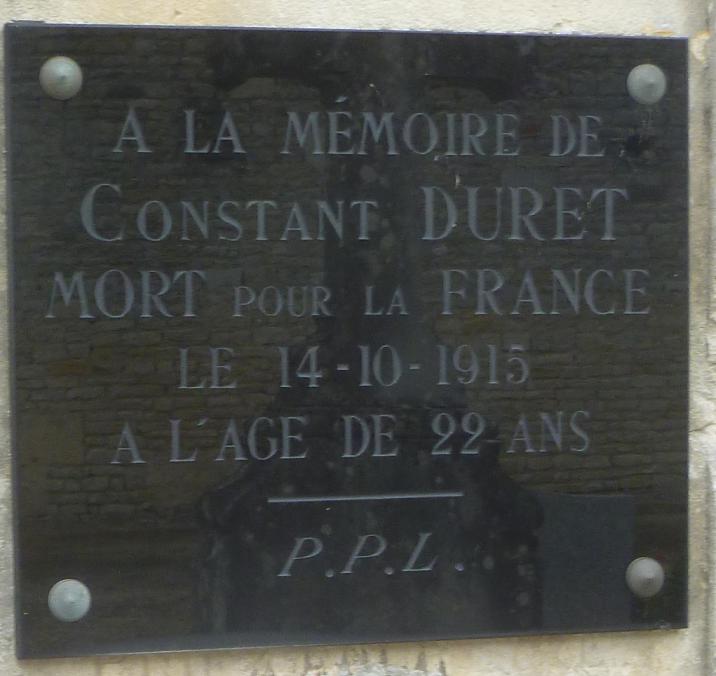 A LA MÉMOIRE DE
CONSTANT DURET
MORT POUR LA FRANCE
LE 14-10-1915
A L'AGE DE 22 ANS
P.P.L.